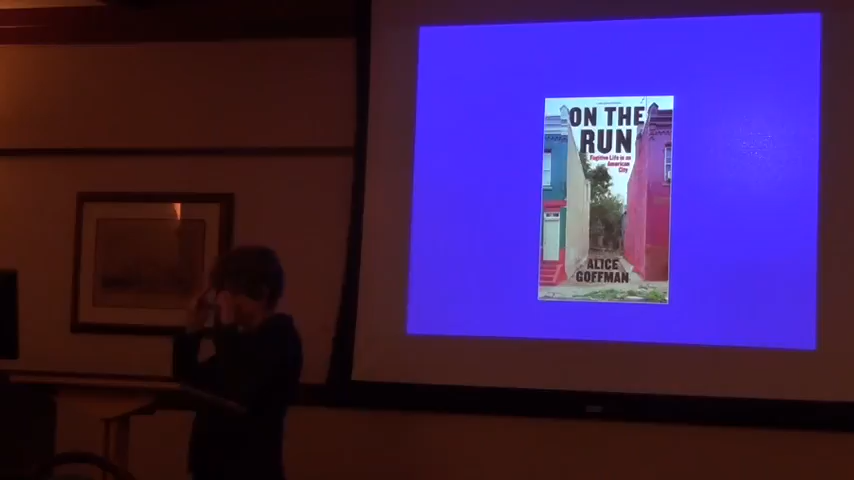 ON THE
RUN
Fugitive Life in an
American
City
ALICE
GOFFMAN